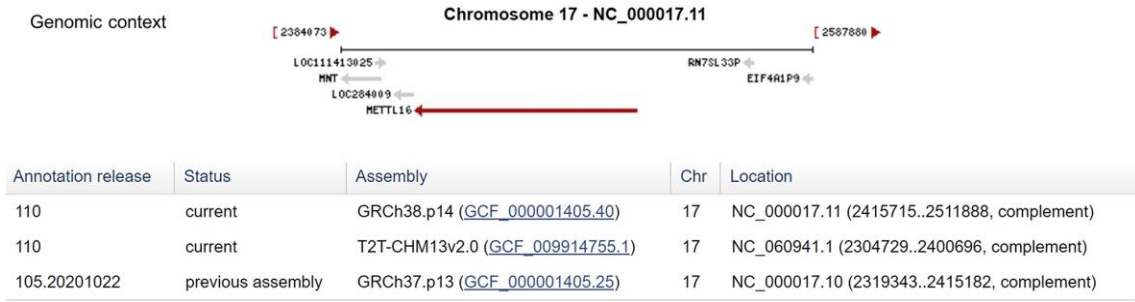 Genomic context
Chromosome 17 - NC_000017.11
[ 2384073
[ 2587880
LOC111413025
RN7SL33P
MNT
EIF4A1P9
LOC284009
METTL16
Annotation release Status Assembly Chr Location
110 current GRCh38.p14 (GCF_000001405.40) 17 NC_000017.11 (2415715..2511888, complement)
110 current T2T-CHM13v2.0 (GCF_009914755.1) 17 NC_060941.1 (2304729..2400696, complement)
105.20201022 previous assembly GRCh37.p13 (GCF_000001405.25) 17 NC_000017.10 (2319343..2415182, complement)